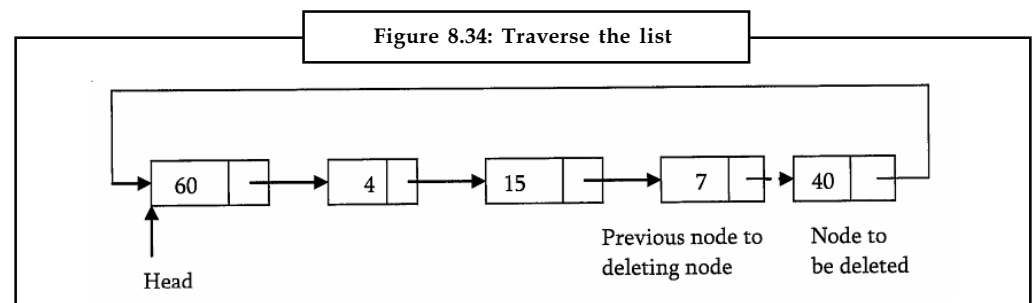 Figure 8.34: Traverse the list
60 4 15 7 40
Previous node to
deleting node
Node to
be deleted
Head